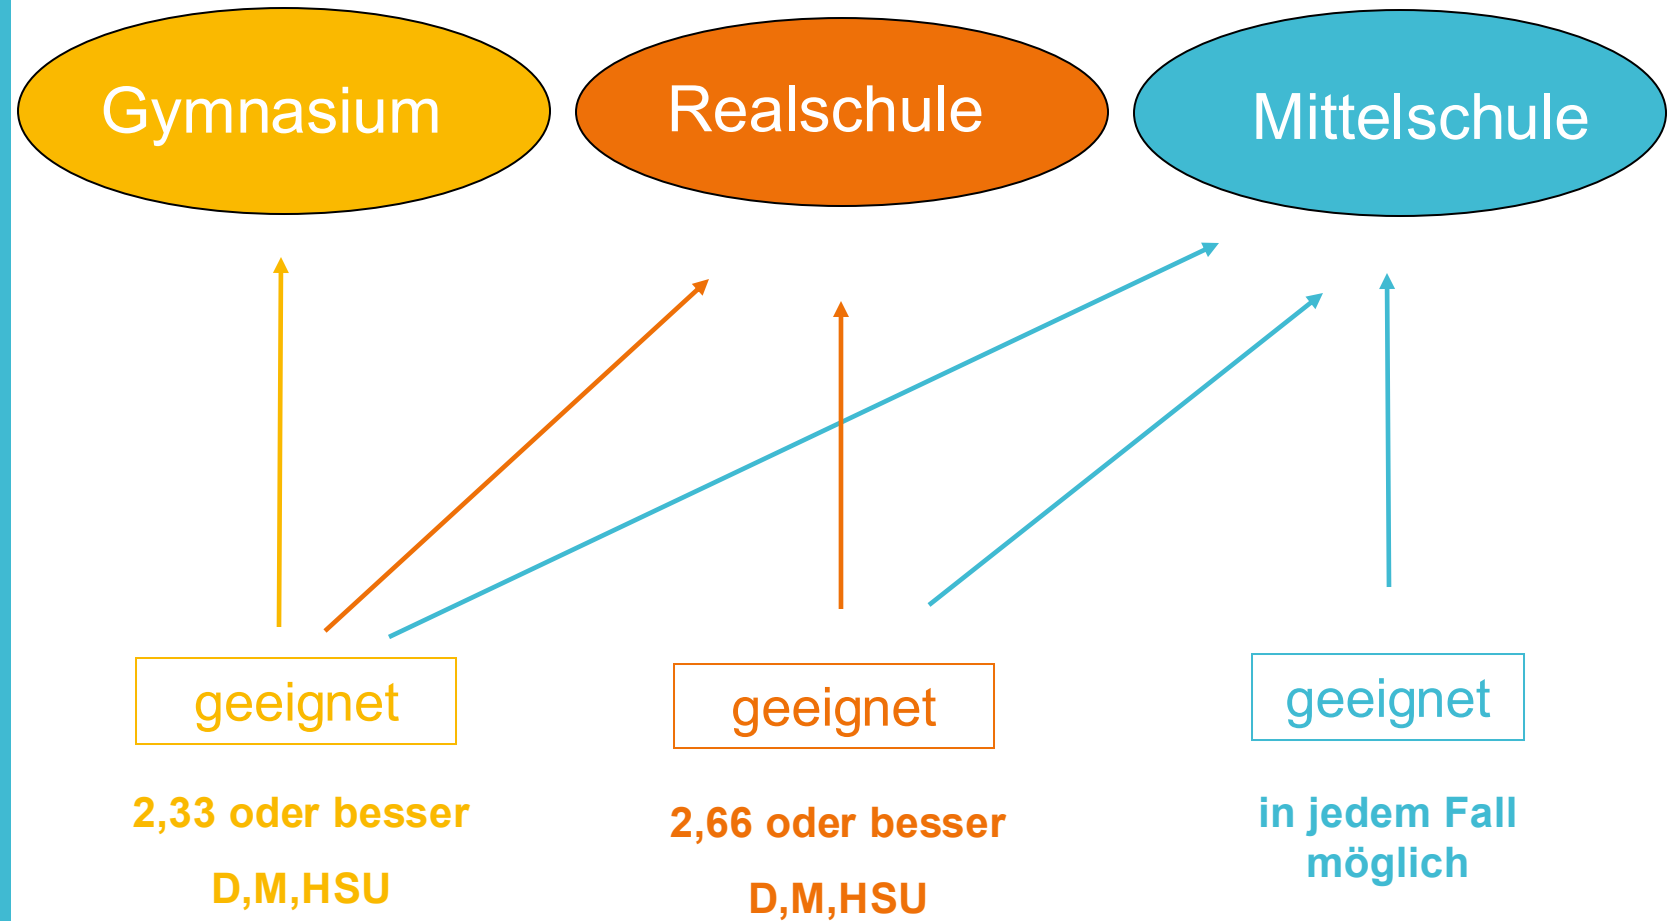 Gymnasium
Realschule
Mittelschule
geeignet
geeignet
geeignet
2,33 oder besser
D,M,HSU
2,66 oder besser
D,M,HSU
in jedem Fall
möglich